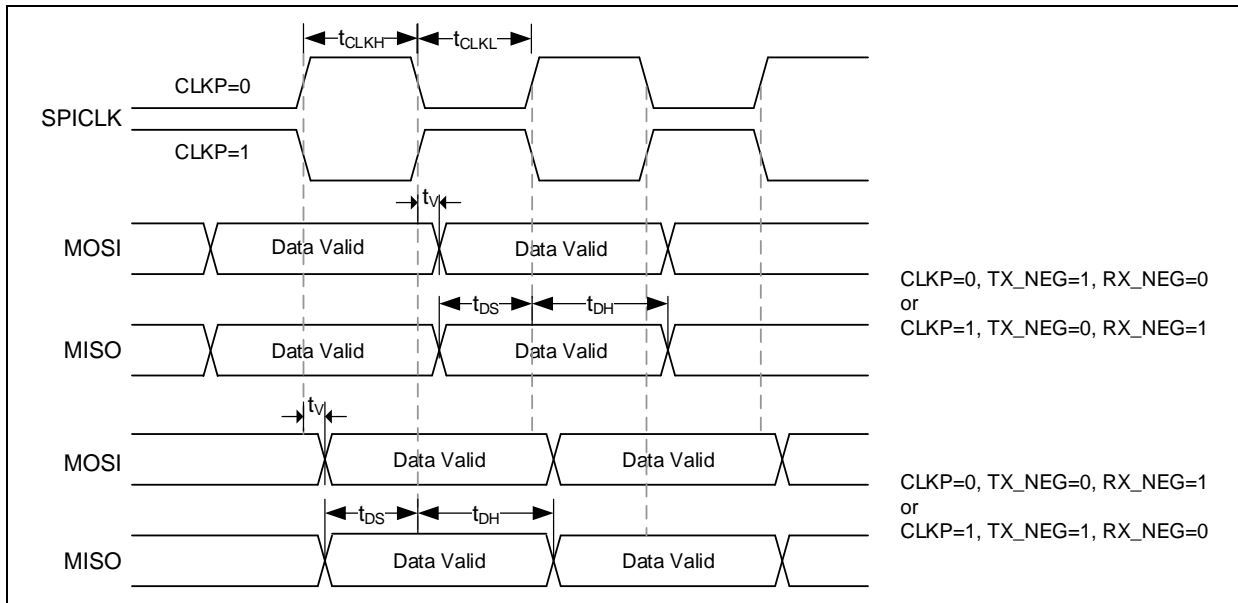 tCLKH
tCLKL
CLKP=0
SPICLK
CLKP=1
tV
MOSI
Data Valid
Data Valid
CLKP=0, TX_NEG=1, RX_NEG=0
or
CLKP=1, TX_NEG=0, RX_NEG=1
tDS
tDH
MISO
Data Valid
Data Valid
tV
MOSI
Data Valid
Data Valid
CLKP=0, TX_NEG=0, RX_NEG=1
or
CLKP=1, TX_NEG=1, RX_NEG=0
tDS
tDH
MISO
Data Valid
Data Valid